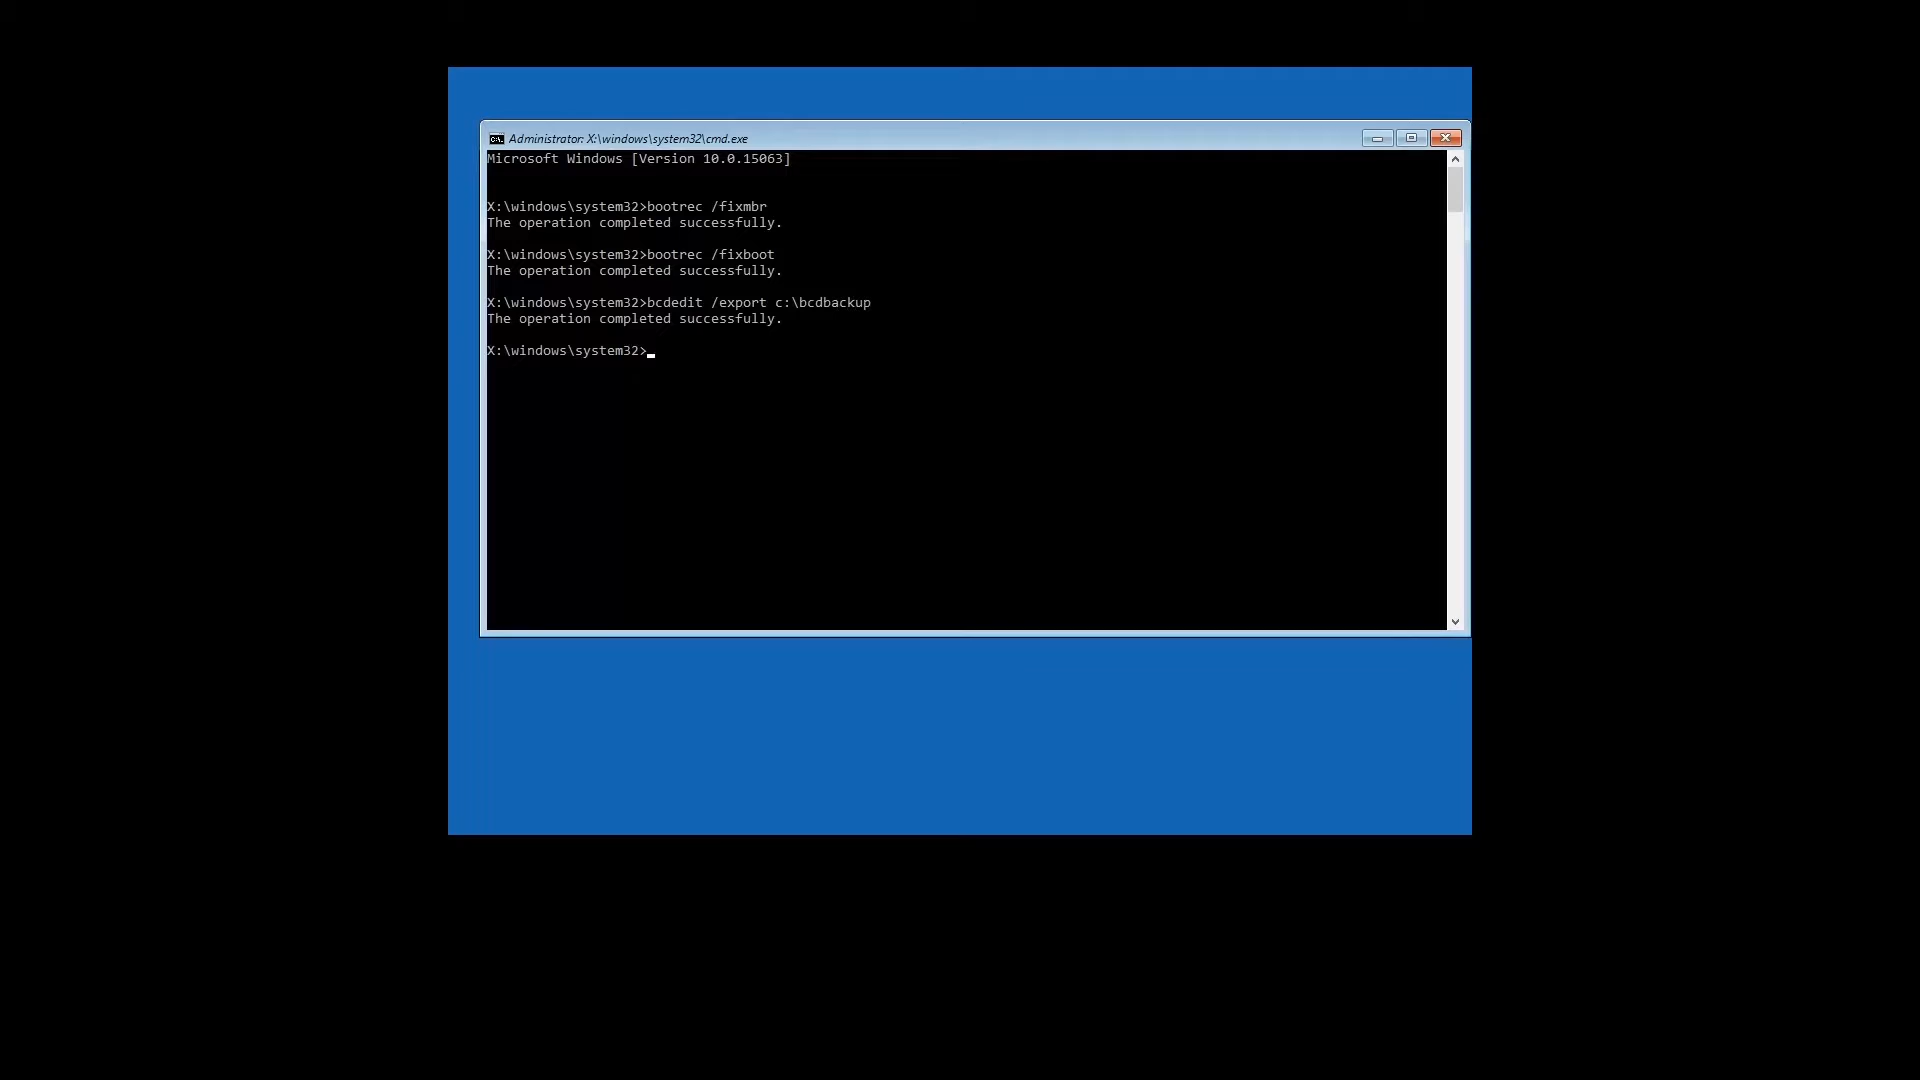 Administrator: X:\windows\system32\cmd.exe
Microsoft Windows [Version 10.0.15063]
X:\windows\system32>bootrec /fixmbr
The operation completed successfully.
X:\windows\system32>bootrec /fixboot
The operation completed successfully.
X:\windows\system32>bcdedit /export c:\bcdbackup
The operation completed successfully.
X:\windows\system32>